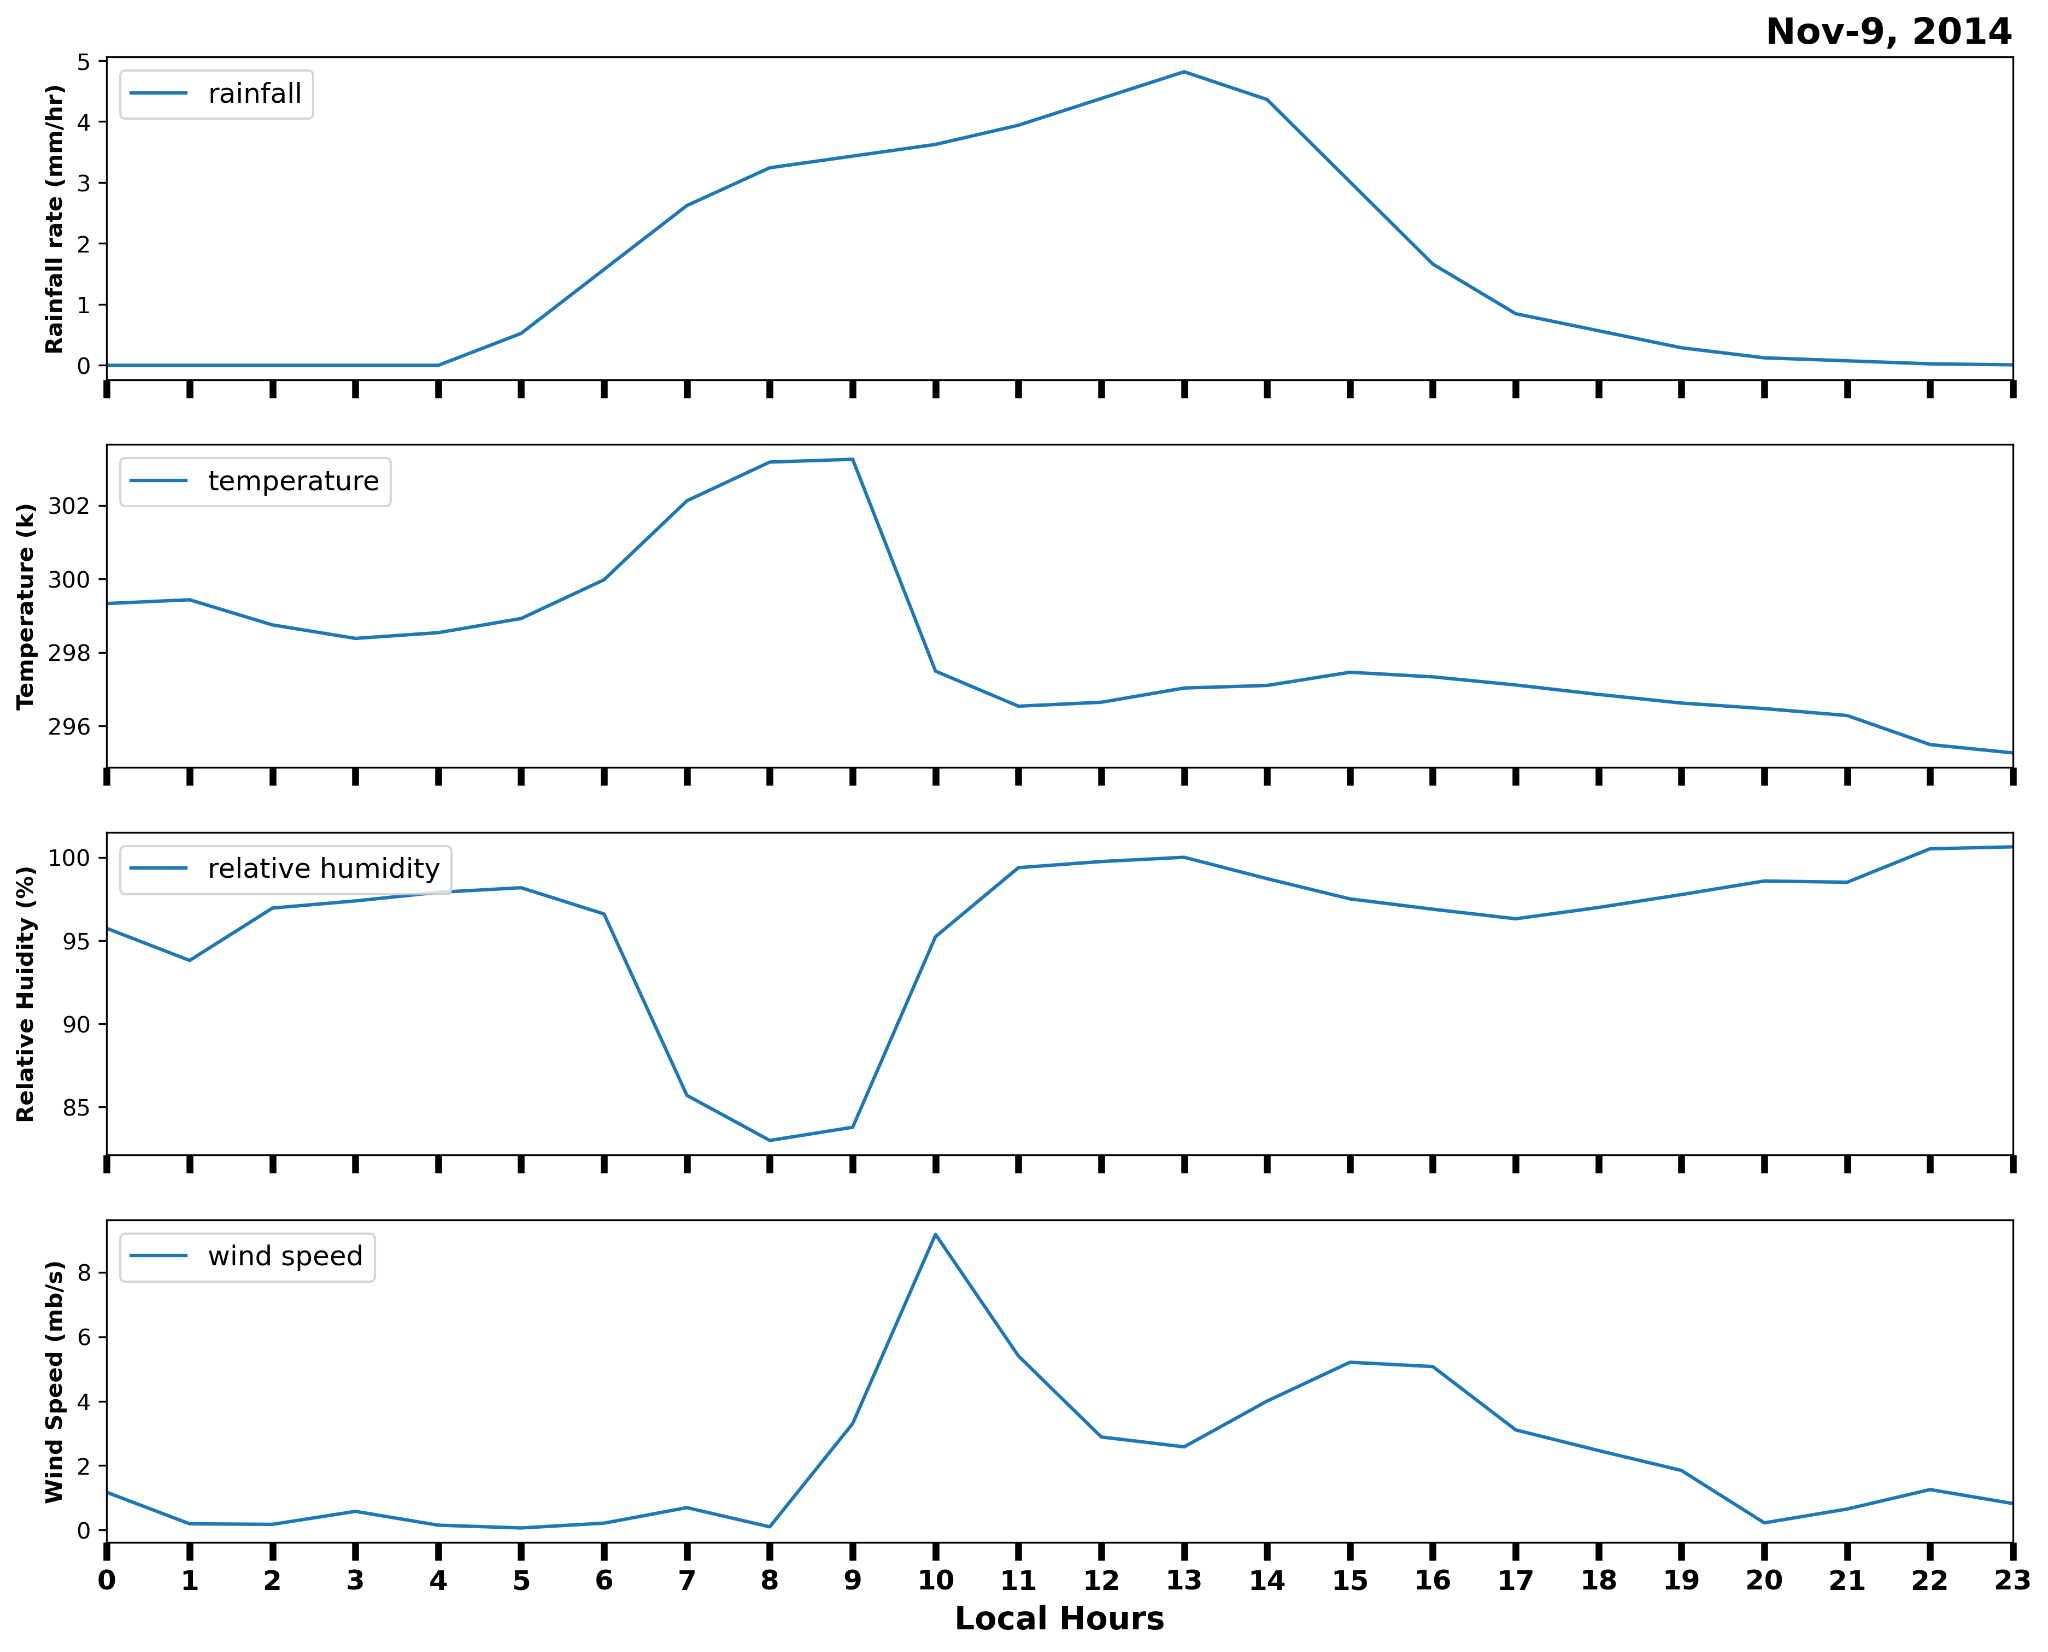 Nov-9, 2014
5
4
3
2
1
0
Rainfall rate (mm/hr)
rainfall
302
300
298
296
Temperature (k)
temperature
100
95
90
85
Relative Huidity (%)
relative humidity
8
6
4
2
0
Wind Speed (mb/s)
wind speed
0 1 2 3 4 5 6 7 8 9 10 11 12 13 14 15 16 17 18 19 20 21 22 23
Local Hours